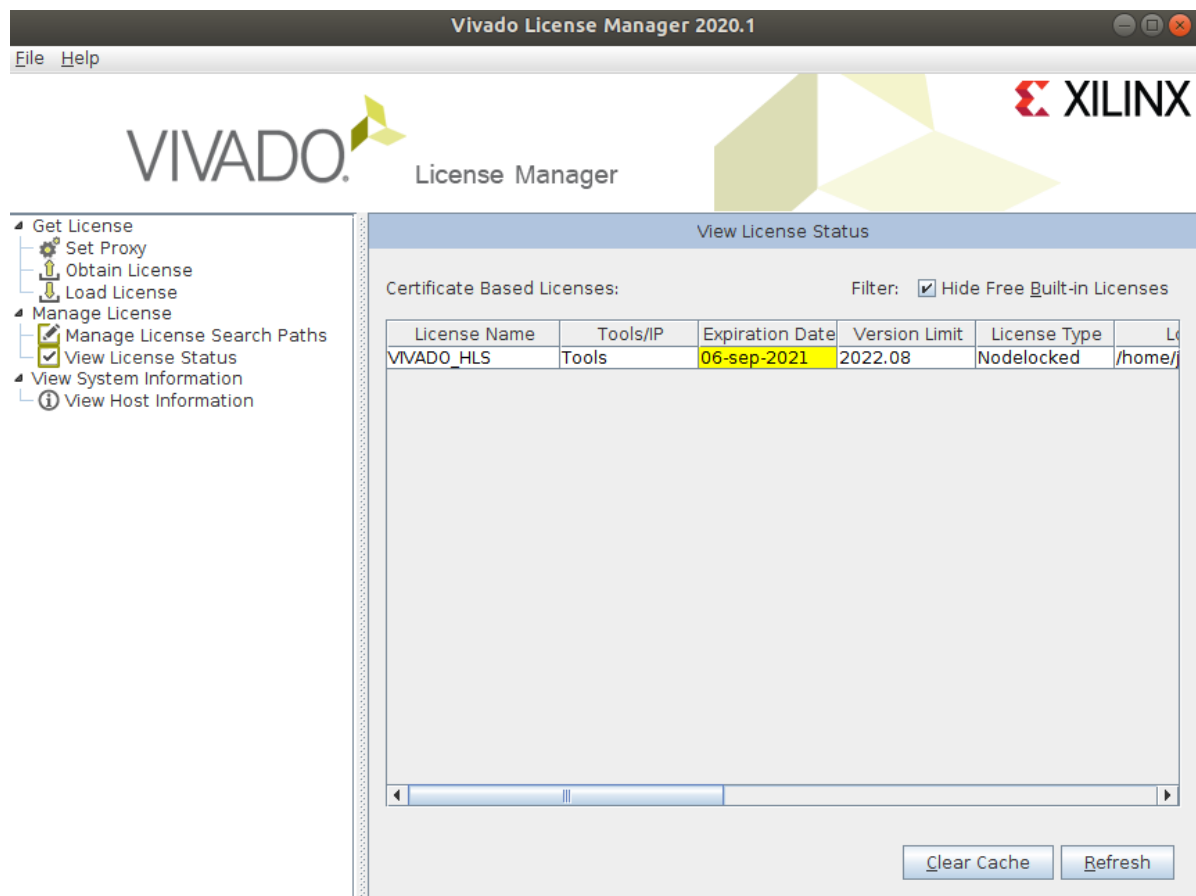 Vivado License Manager 2020.1
File Help
XILINX
VIVADO. License Manager
Get License
Set Proxy
Obtain License
Load License
Manage License
Manage License Search Paths
View License Status
View System Information
View Host Information
View License Status
Certificate Based Licenses: Filter: Hide Free Built-in Licenses
License Name Tools/IP Expiration Date Version Limit License Type Lo
VIVADO_HLS Tools 06-sep-2021 2022.08 Nodelocked /home/j
Clear Cache Refresh